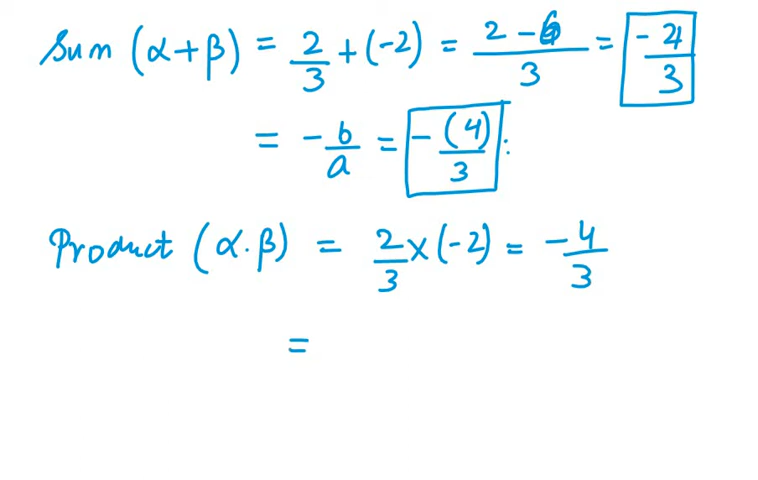 Sum (α+β) = 2/3 + (-2) = 2-6/3 = -4/3
= -b/a = -(4)/3 :
Product (α.β) = 2/3 × (-2) = -4/3
=